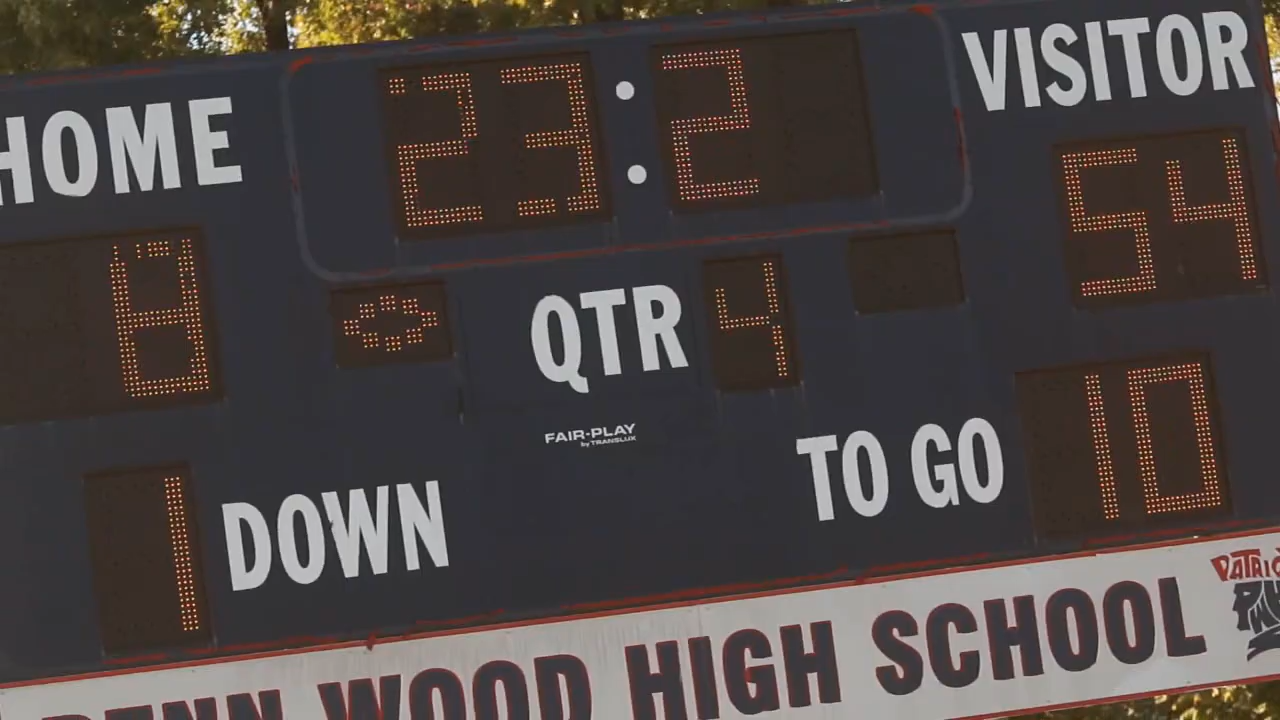 HOME
23:2
VISITOR
8
54
QTR 4
FAIR-PLAY
by TRANSLUX
1 DOWN
TO GO 10
PENN WOOD HIGH SCHOOL